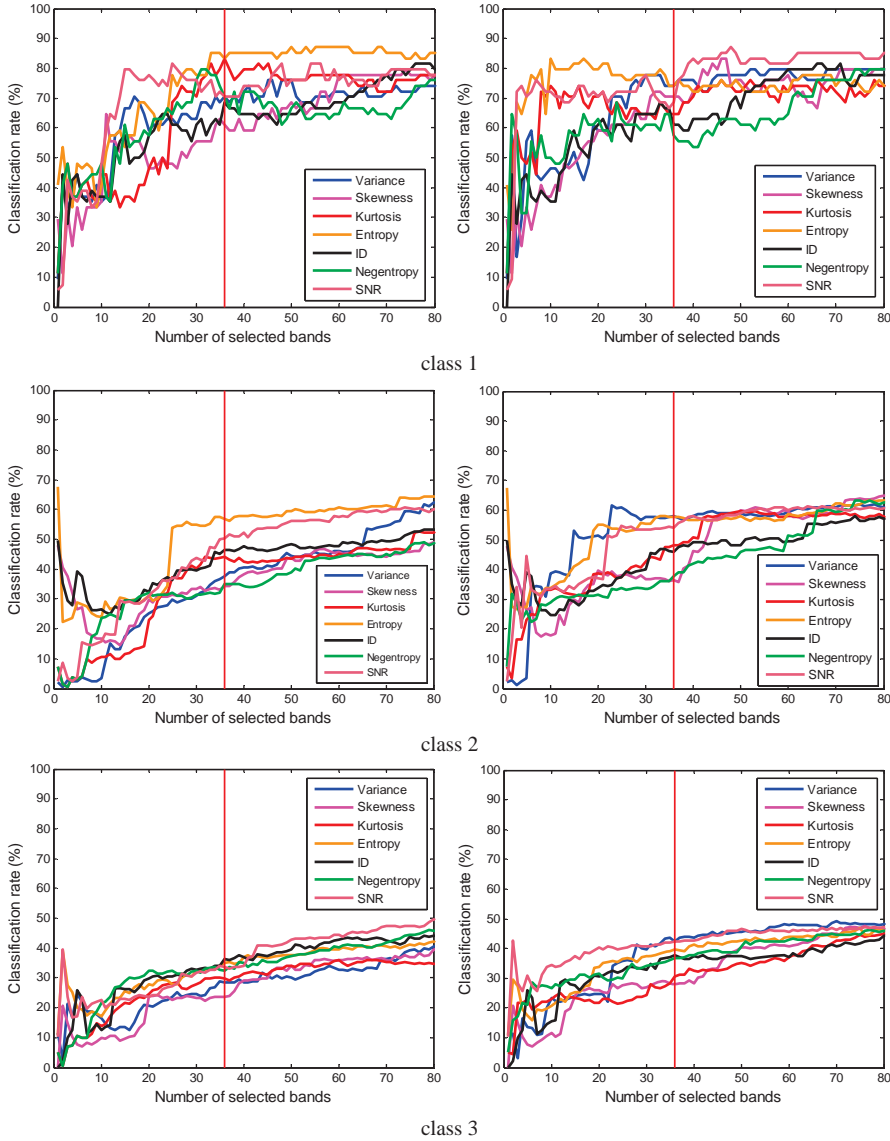 100
90
80
70
60
50
40
30
20
10
0
Classification rate (%)
0 10 20 30 40 50 60 70 80
Number of selected bands
Variance
Skewness
Kurtosis
Entropy
ID
Negentropy
SNR
100
90
80
70
60
50
40
30
20
10
0
Classification rate (%)
0 10 20 30 40 50 60 70 80
Number of selected bands
Variance
Skewness
Kurtosis
Entropy
ID
Negentropy
SNR
class 1
100
90
80
70
60
50
40
30
20
10
0
Classification rate (%)
0 10 20 30 40 50 60 70 80
Number of selected bands
Variance
Skew ness
Kurtosis
Entropy
ID
Negentropy
SNR
100
90
80
70
60
50
40
30
20
10
0
Classification rate (%)
0 10 20 30 40 50 60 70 80
Number of selected bands
Variance
Skewness
Kurtosis
Entropy
ID
Negentropy
SNR
class 2
100
90
80
70
60
50
40
30
20
10
0
Classification rate (%)
0 10 20 30 40 50 60 70 80
Number of selected bands
Variance
Skewness
Kurtosis
Entropy
ID
Negentropy
SNR
100
90
80
70
60
50
40
30
20
10
0
Classification rate (%)
0 10 20 30 40 50 60 70 80
Number of selected bands
Variance
Skewness
Kurtosis
Entropy
ID
Negentropy
SNR
class 3